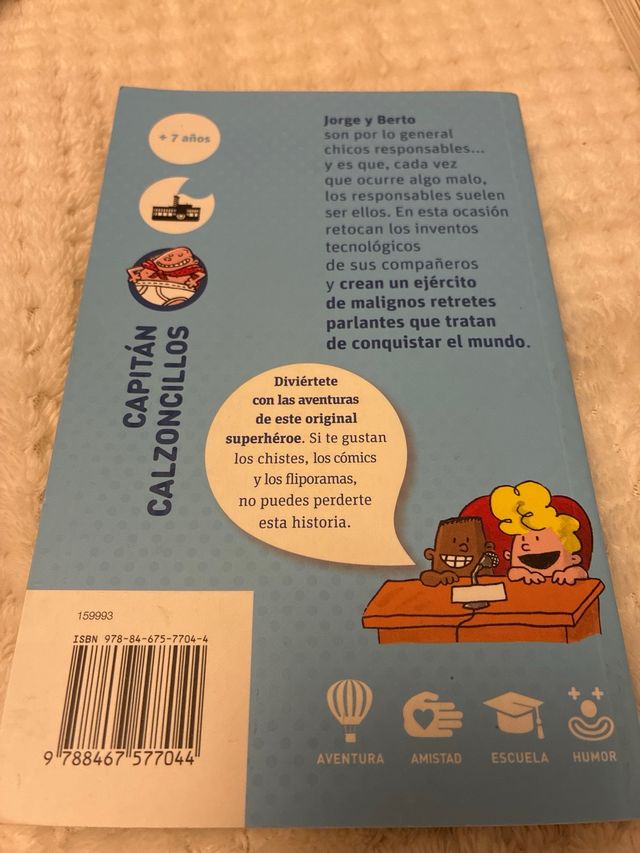 + 7 años
Jorge y Berto
son por lo general
chicos responsables...
y es que, cada vez
que ocurre algo malo,
los responsables suelen
ser ellos. En esta ocasión
retocan los inventos
tecnológicos
de sus compañeros
y crean un ejército
de malignos retretes
parlantes que tratan
de conquistar el mundo.
CAPITÁN
CALZONCILLOS
Diviértete
con las aventuras
de este original
superhéroe. Si te gustan
los chistes, los cómics
y los fliporamas,
no puedes perderte
esta historia.
159993
ISBN 978-84-675-7704-4
9 788467 577044
AVENTURA
AMISTAD
ESCUELA
HUMOR